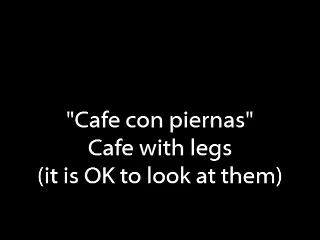 "Cafe con piernas"
Cafe with legs
(it is OK to look at them)